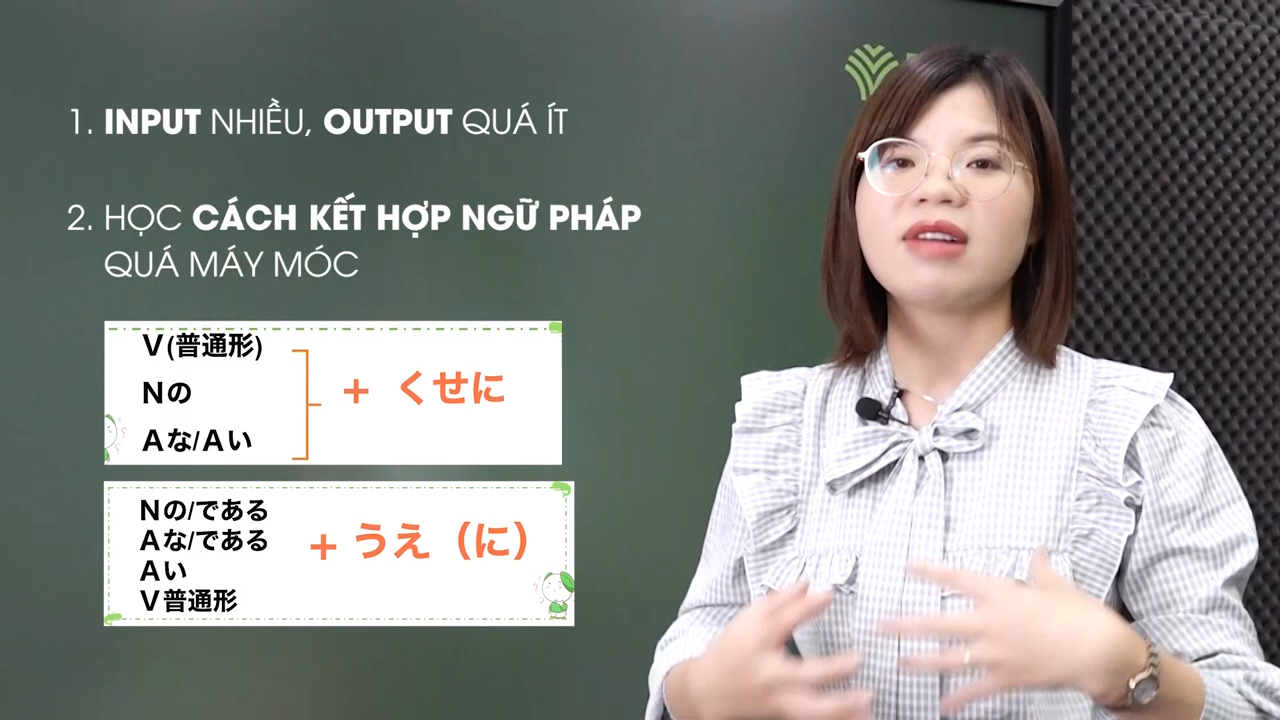 1. INPUT NHIỀU, OUTPUT QUÁ ÍT
2. HỌC CÁCH KẾT HỢP NGỮ PHÁP
QUÁ MÁY MÓC
V(普通形)
Nの
Aな/Aい
+ くせに
Nの/である
Aな/である
Aい
V普通形
+ うえ（に）